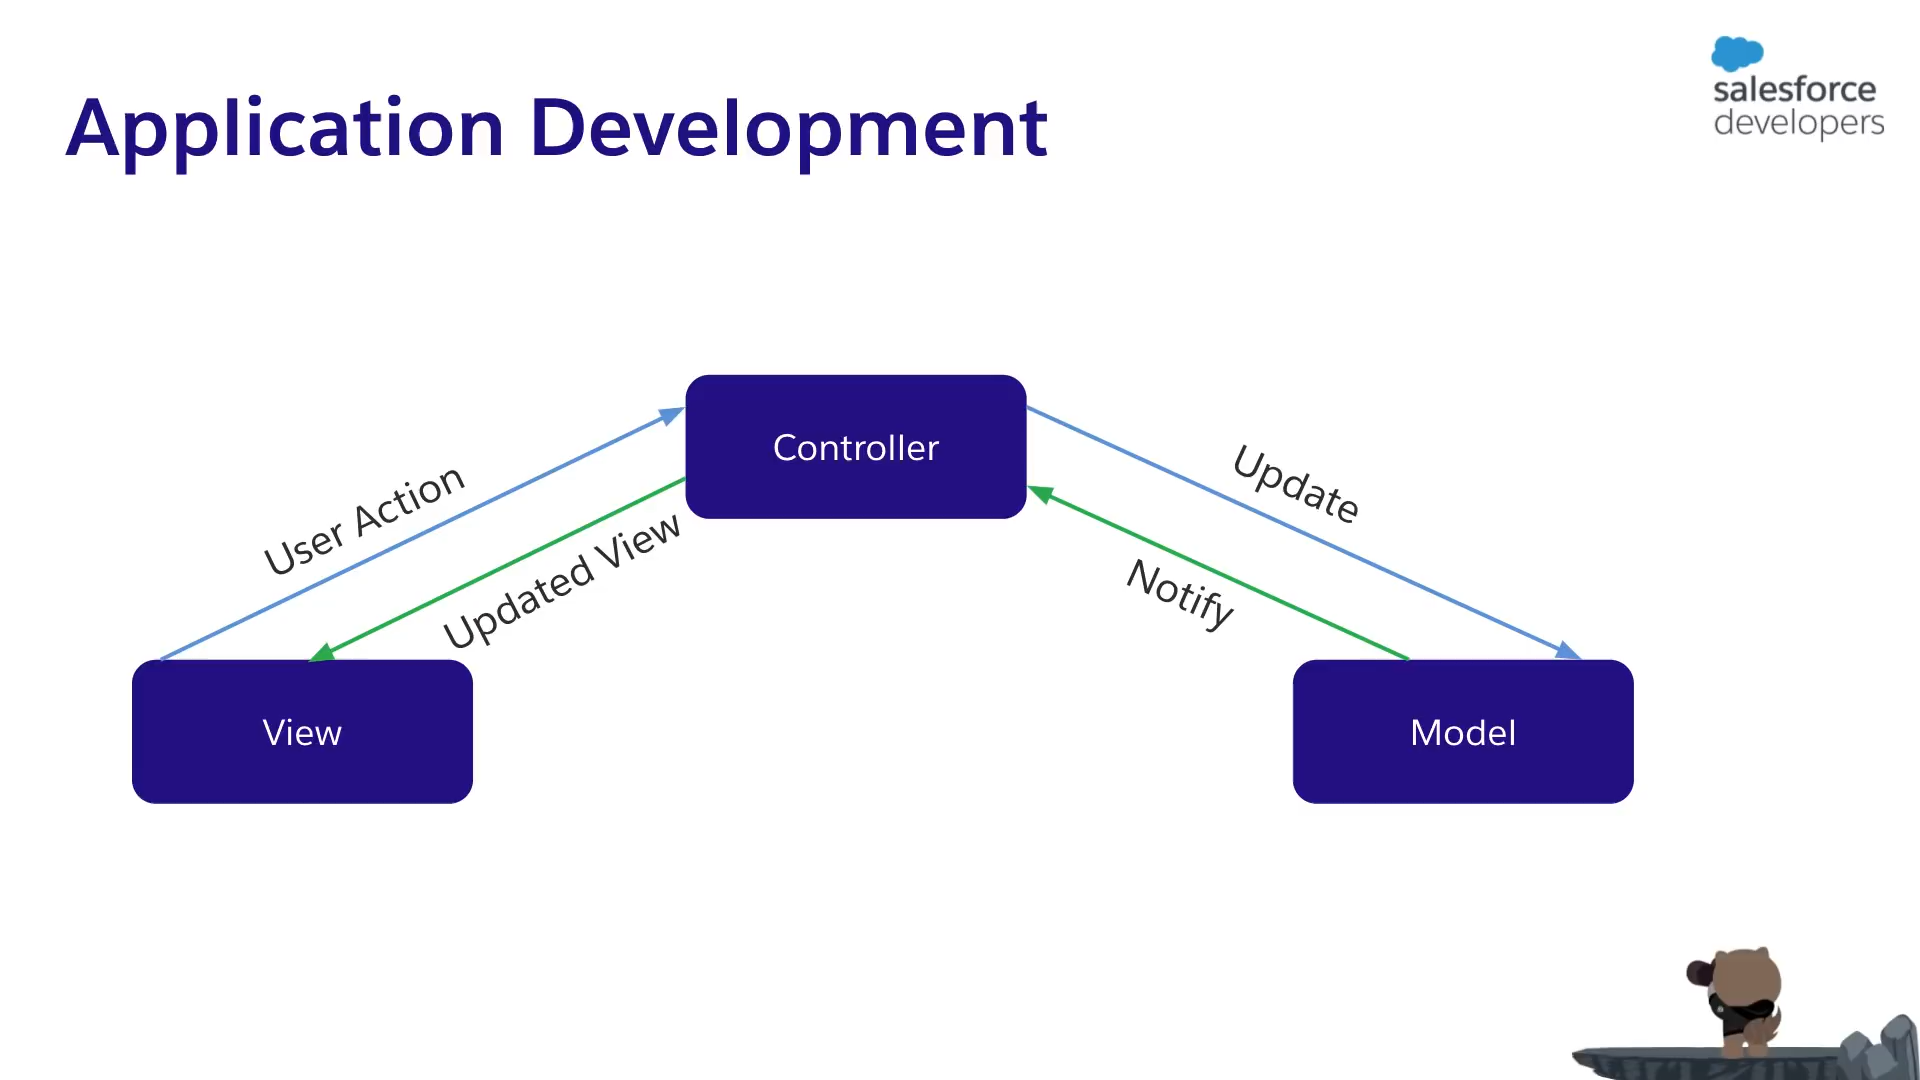 Application Development
salesforce
developers
Controller
User Action
Updated View
Update
Notify
View
Model